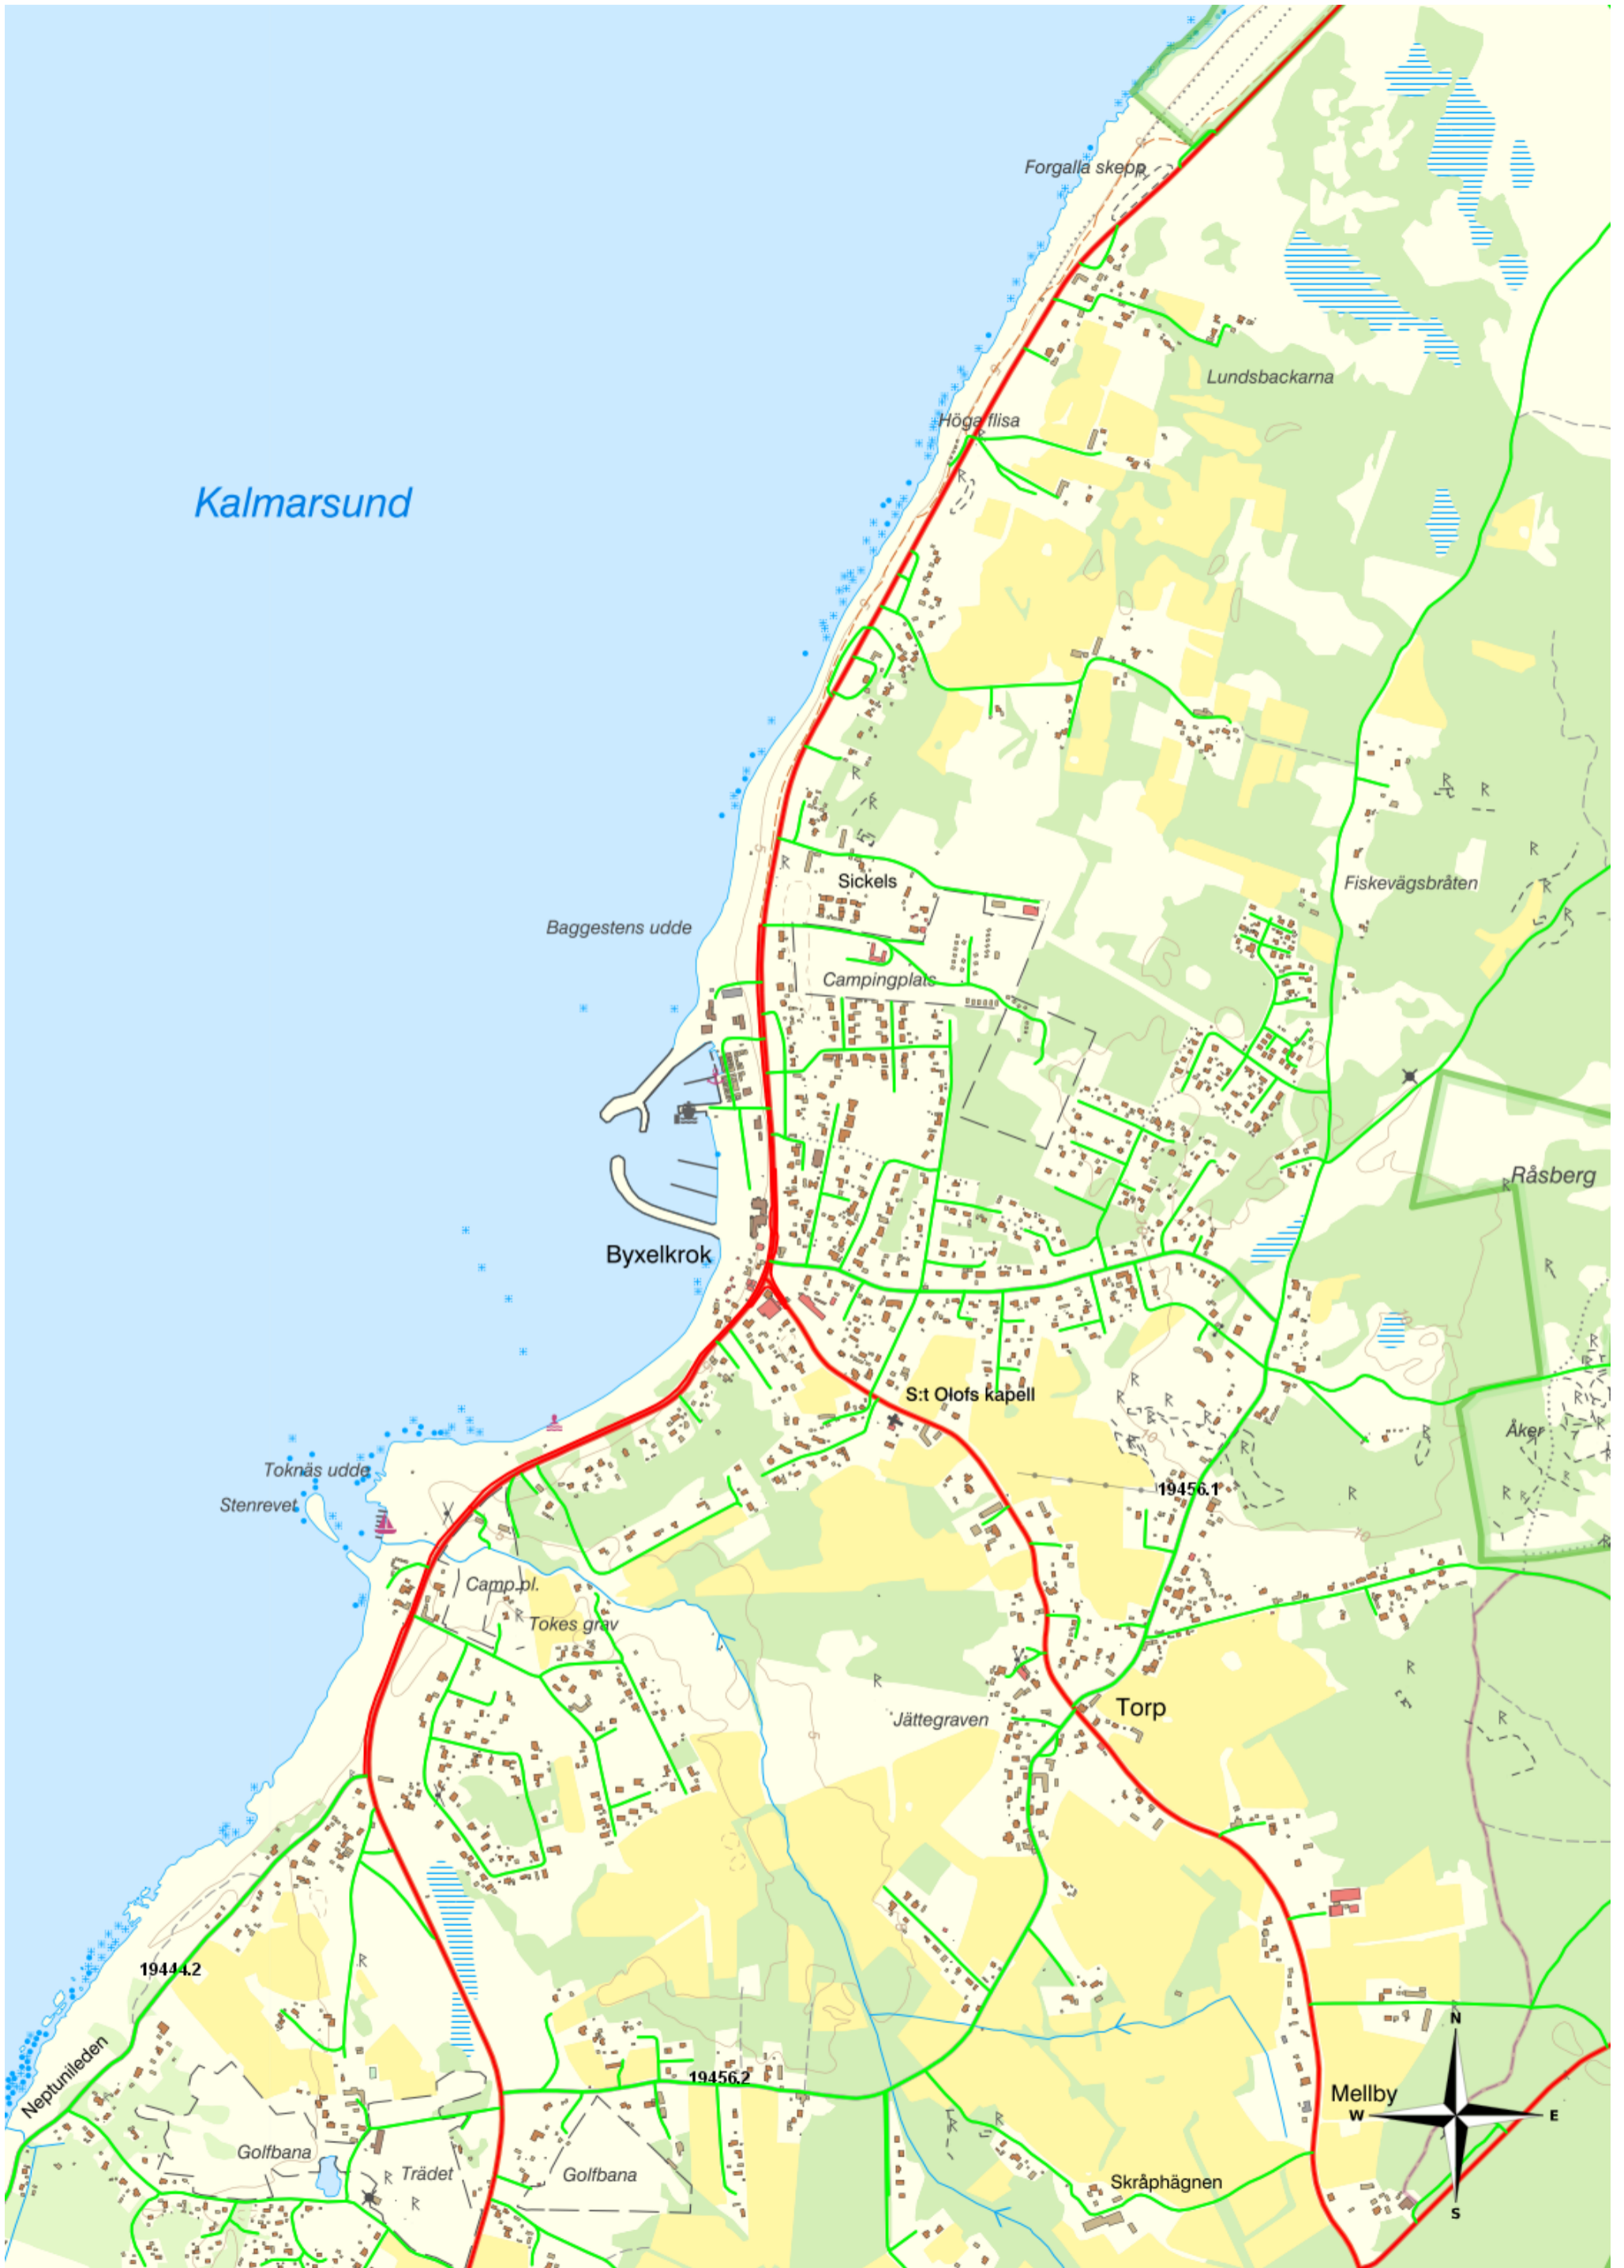 Forgalla skepp
Lundsbackarna
Höga flisa
Kalmarsund
Sickels
Fiskevägsbråten
Baggestens udde
Campingplats
Råsberg
Byxelkrok
S:t Olofs kapell
Åker
Toknäs udde
19456.1
Stenrevet
Camp.pl.
Tokes grav
Torp
Jättegraven
19444.2
N
Neptunileden
19456.2
Mellby
W
E
Golfbana
Trädet
Golfbana
Skråphägnen
S